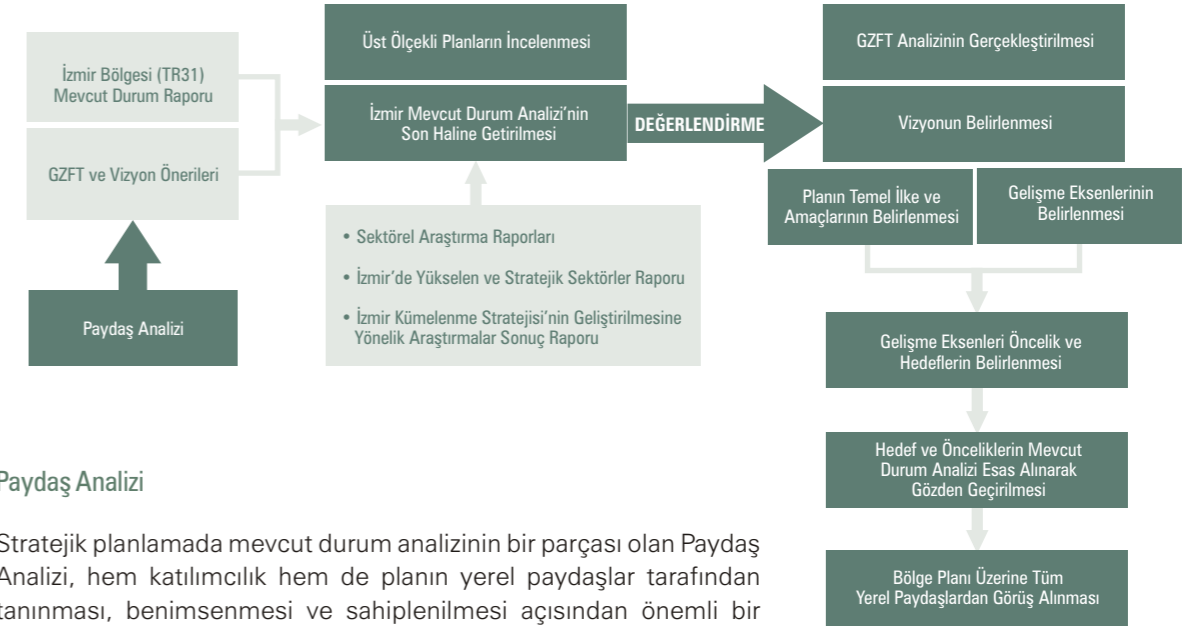 İzmir Bölgesi (TR31)
Mevcut Durum Raporu
GZFT ve Vizyon Önerileri
Paydaş Analizi
Üst Ölçekli Planların İncelenmesi
İzmir Mevcut Durum Analizi’nin
Son Haline Getirilmesi
• Sektörel Araştırma Raporları
• İzmir’de Yükselen ve Stratejik Sektörler Raporu
• İzmir Kümelenme Stratejisi’nin Geliştirilmesine
Yönelik Araştırmalar Sonuç Raporu
DEĞERLENDİRME
GZFT Analizinin Gerçekleştirilmesi
Vizyonun Belirlenmesi
Planın Temel İlke ve
Amaçlarının Belirlenmesi
Gelişme Eksenlerinin
Belirlenmesi
Gelişme Eksenleri Öncelik ve
Hedeflerin Belirlenmesi
Hedef ve Önceliklerin Mevcut
Durum Analizi Esas Alınarak
Gözden Geçirilmesi
Bölge Planı Üzerine Tüm
Yerel Paydaşlardan Görüş Alınması
Paydaş Analizi
Stratejik planlamada mevcut durum analizinin bir parçası olan Paydaş
Analizi, hem katılımcılık hem de planın yerel paydaşlar tarafından
tanınması, benimsenmesi ve sahiplenilmesi açısından önemli bir